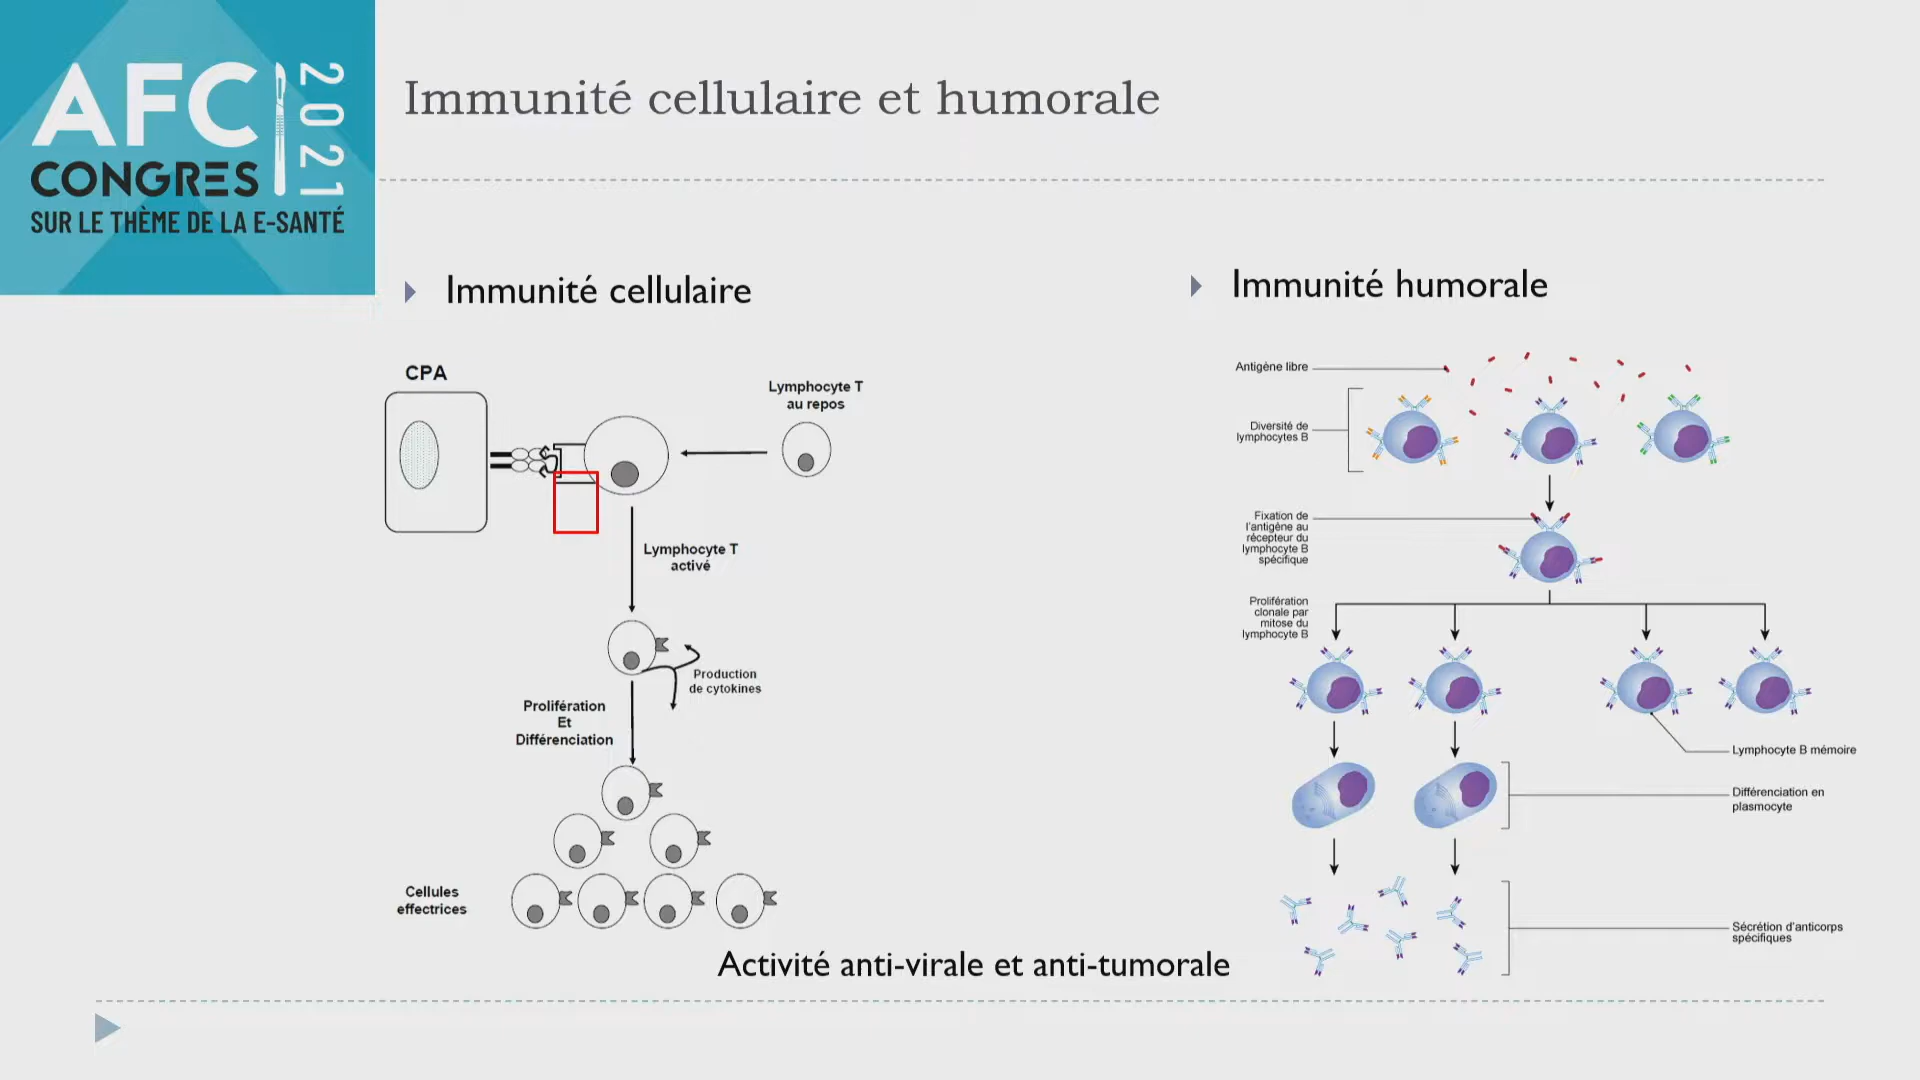 AFC
2021
CONGRES
SUR LE THÈME DE LA E-SANTÉ
Immunité cellulaire et humorale
Immunité cellulaire
CPA
Lymphocyte T
au repos
Lymphocyte T
activé
Production
de cytokines
Prolifération
Et
Différenciation
Cellules
effectrices
Immunité humorale
Antigène libre
Diversité de
lymphocytes B
Fixation de
l'antigène au
récepteur du
lymphocyte B
spécifique
Prolifération
clonale par
mitose du
lymphocyte B
Lymphocyte B mémoire
Différenciation en
plasmocyte
Sécrétion d'anticorps
spécifiques
Activité anti-virale et anti-tumorale